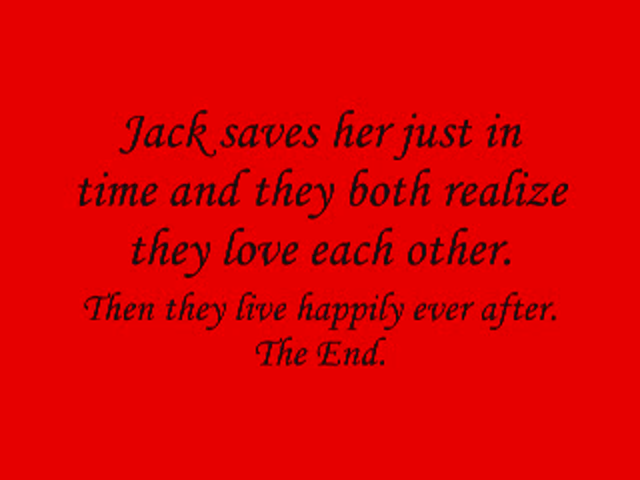 Jack saves her just in
time and they both realize
they love each other.
Then they live happily ever after.
The End.